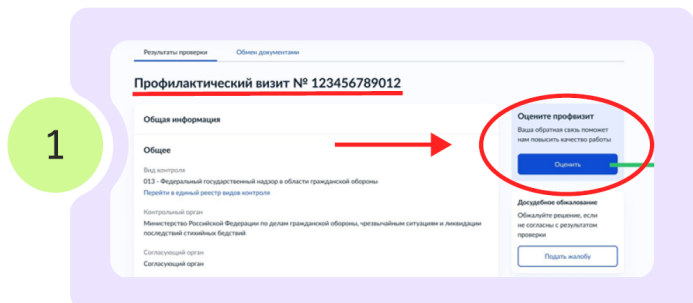 1
Результаты проверки Обмен документами
Профилактический визит № 123456789012
Общая информация
Общее
Вид контроля
013 - Федеральный государственный надзор в области гражданской обороны
Перейти в единый реестр видов контроля
Контрольный орган
Министерство Российской Федерации по делам гражданской обороны, чрезвычайным ситуациям и ликвидации
последствий стихийных бедствий
Согласующий орган
Согласующий орган
Оцените профвизит
Ваша обратная связь поможет
нам повысить качество работы
Оценить
Досудебное обжалование
Обжалуйте решение, если
не согласны с результатом
проверки
Подать жалобу